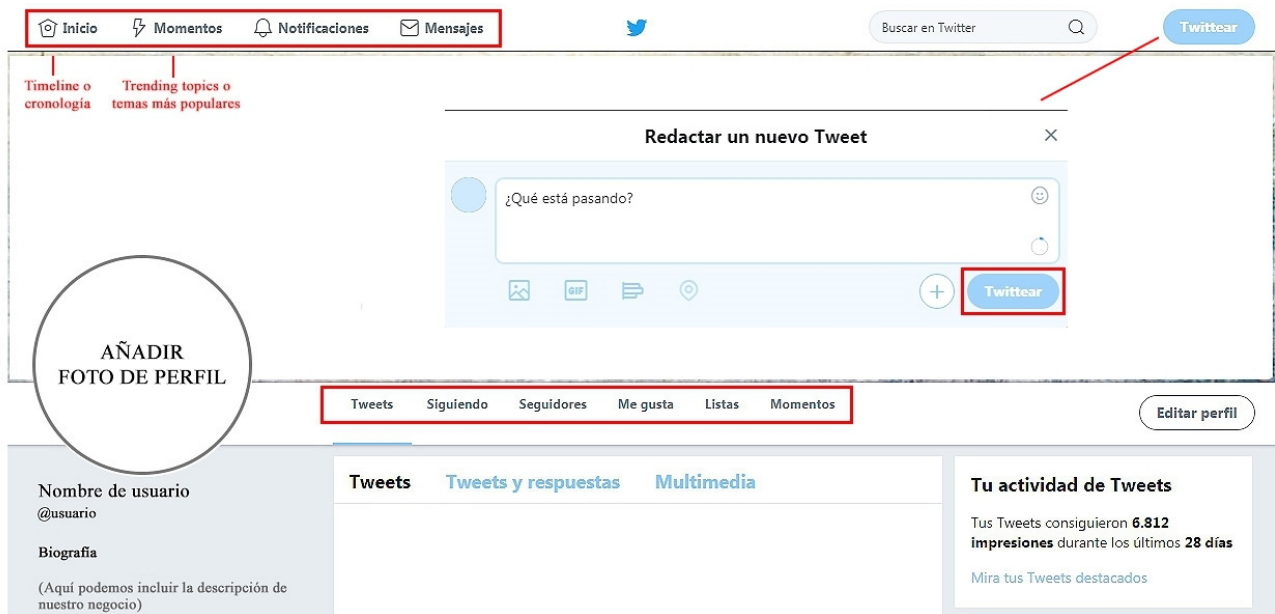 Inicio Momentos Notificaciones Mensajes Buscar en Twitter Twittear
Timeline o
cronología
Trending topics o
temas más populares
Redactar un nuevo Tweet
¿Qué está pasando?
GIF
Twittear
AÑADIR
FOTO DE PERFIL
Tweets Siguiendo Seguidores Me gusta Listas Momentos
Editar perfil
Nombre de usuario
@usuario
Biografía
(Aquí podemos incluir la descripción de
nuestro negocio)
Tweets Tweets y respuestas Multimedia
Tu actividad de Tweets
Tus Tweets consiguieron 6.812
impresiones durante los últimos 28 días
Mira tus Tweets destacados